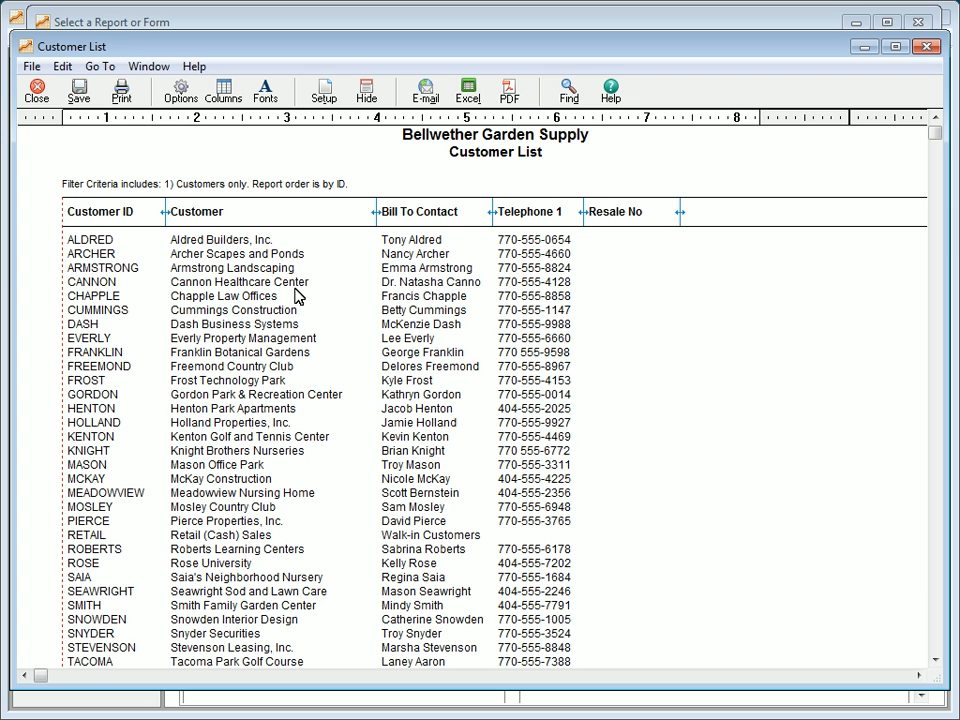 Select a Report or Form
Customer List
File Edit Go To Window Help
Close Save Print Options Columns Fonts Setup Hide E-mail Excel PDF Find Help
1 2 3 4 5 6 7 8
Bellwether Garden Supply
Customer List
Filter Criteria includes: 1) Customers only. Report order is by ID.
Customer ID Customer Bill To Contact Telephone 1 Resale No
ALDRED Aldred Builders, Inc. Tony Aldred 770-555-0654
ARCHER Archer Scapes and Ponds Nancy Archer 770-555-4660
ARMSTRONG Armstrong Landscaping Emma Armstrong 770-555-8824
CANNON Cannon Healthcare Center Dr. Natasha Canno 770-555-4128
CHAPPLE Chapple Law Offices Francis Chapple 770-555-8858
CUMMINGS Cummings Construction Betty Cummings 770-555-1147
DASH Dash Business Systems McKenzie Dash 770-555-9988
EVERLY Everly Property Management Lee Everly 770-555-6660
FRANKLIN Franklin Botanical Gardens George Franklin 770 555-9598
FREEMOND Freemond Country Club Delores Freemond 770-555-8967
FROST Frost Technology Park Kyle Frost 770-555-4153
GORDON Gordon Park & Recreation Center Kathryn Gordon 770-555-0014
HENTON Henton Park Apartments Jacob Henton 404-555-2025
HOLLAND Holland Properties, Inc. Jamie Holland 770-555-9927
KENTON Kenton Golf and Tennis Center Kevin Kenton 770-555-4469
KNIGHT Knight Brothers Nurseries Brian Knight 770 555-6772
MASON Mason Office Park Troy Mason 770-555-3311
MCKAY McKay Construction Nicole McKay 404-555-4225
MEADOWVIEW Meadowview Nursing Home Scott Bernstein 404-555-2356
MOSLEY Mosley Country Club Sam Mosley 770-555-6948
PIERCE Pierce Properties, Inc. David Pierce 770-555-3765
RETAIL Retail (Cash) Sales Walk-in Customers
ROBERTS Roberts Learning Centers Sabrina Roberts 770-555-6178
ROSE Rose University Kelly Rose 404-555-7202
SAIA Saia's Neighborhood Nursery Regina Saia 770-555-1684
SEAWRIGHT Seawright Sod and Lawn Care Mason Seawright 404-555-2246
SMITH Smith Family Garden Center Mindy Smith 404-555-7791
SNOWDEN Snowden Interior Design Catherine Snowden 770-555-1005
SNYDER Snyder Securities Troy Snyder 770-555-3524
STEVENSON Stevenson Leasing, Inc. Marsha Stevenson 770-555-8848
TACOMA Tacoma Park Golf Course Laney Aaron 770-555-7388